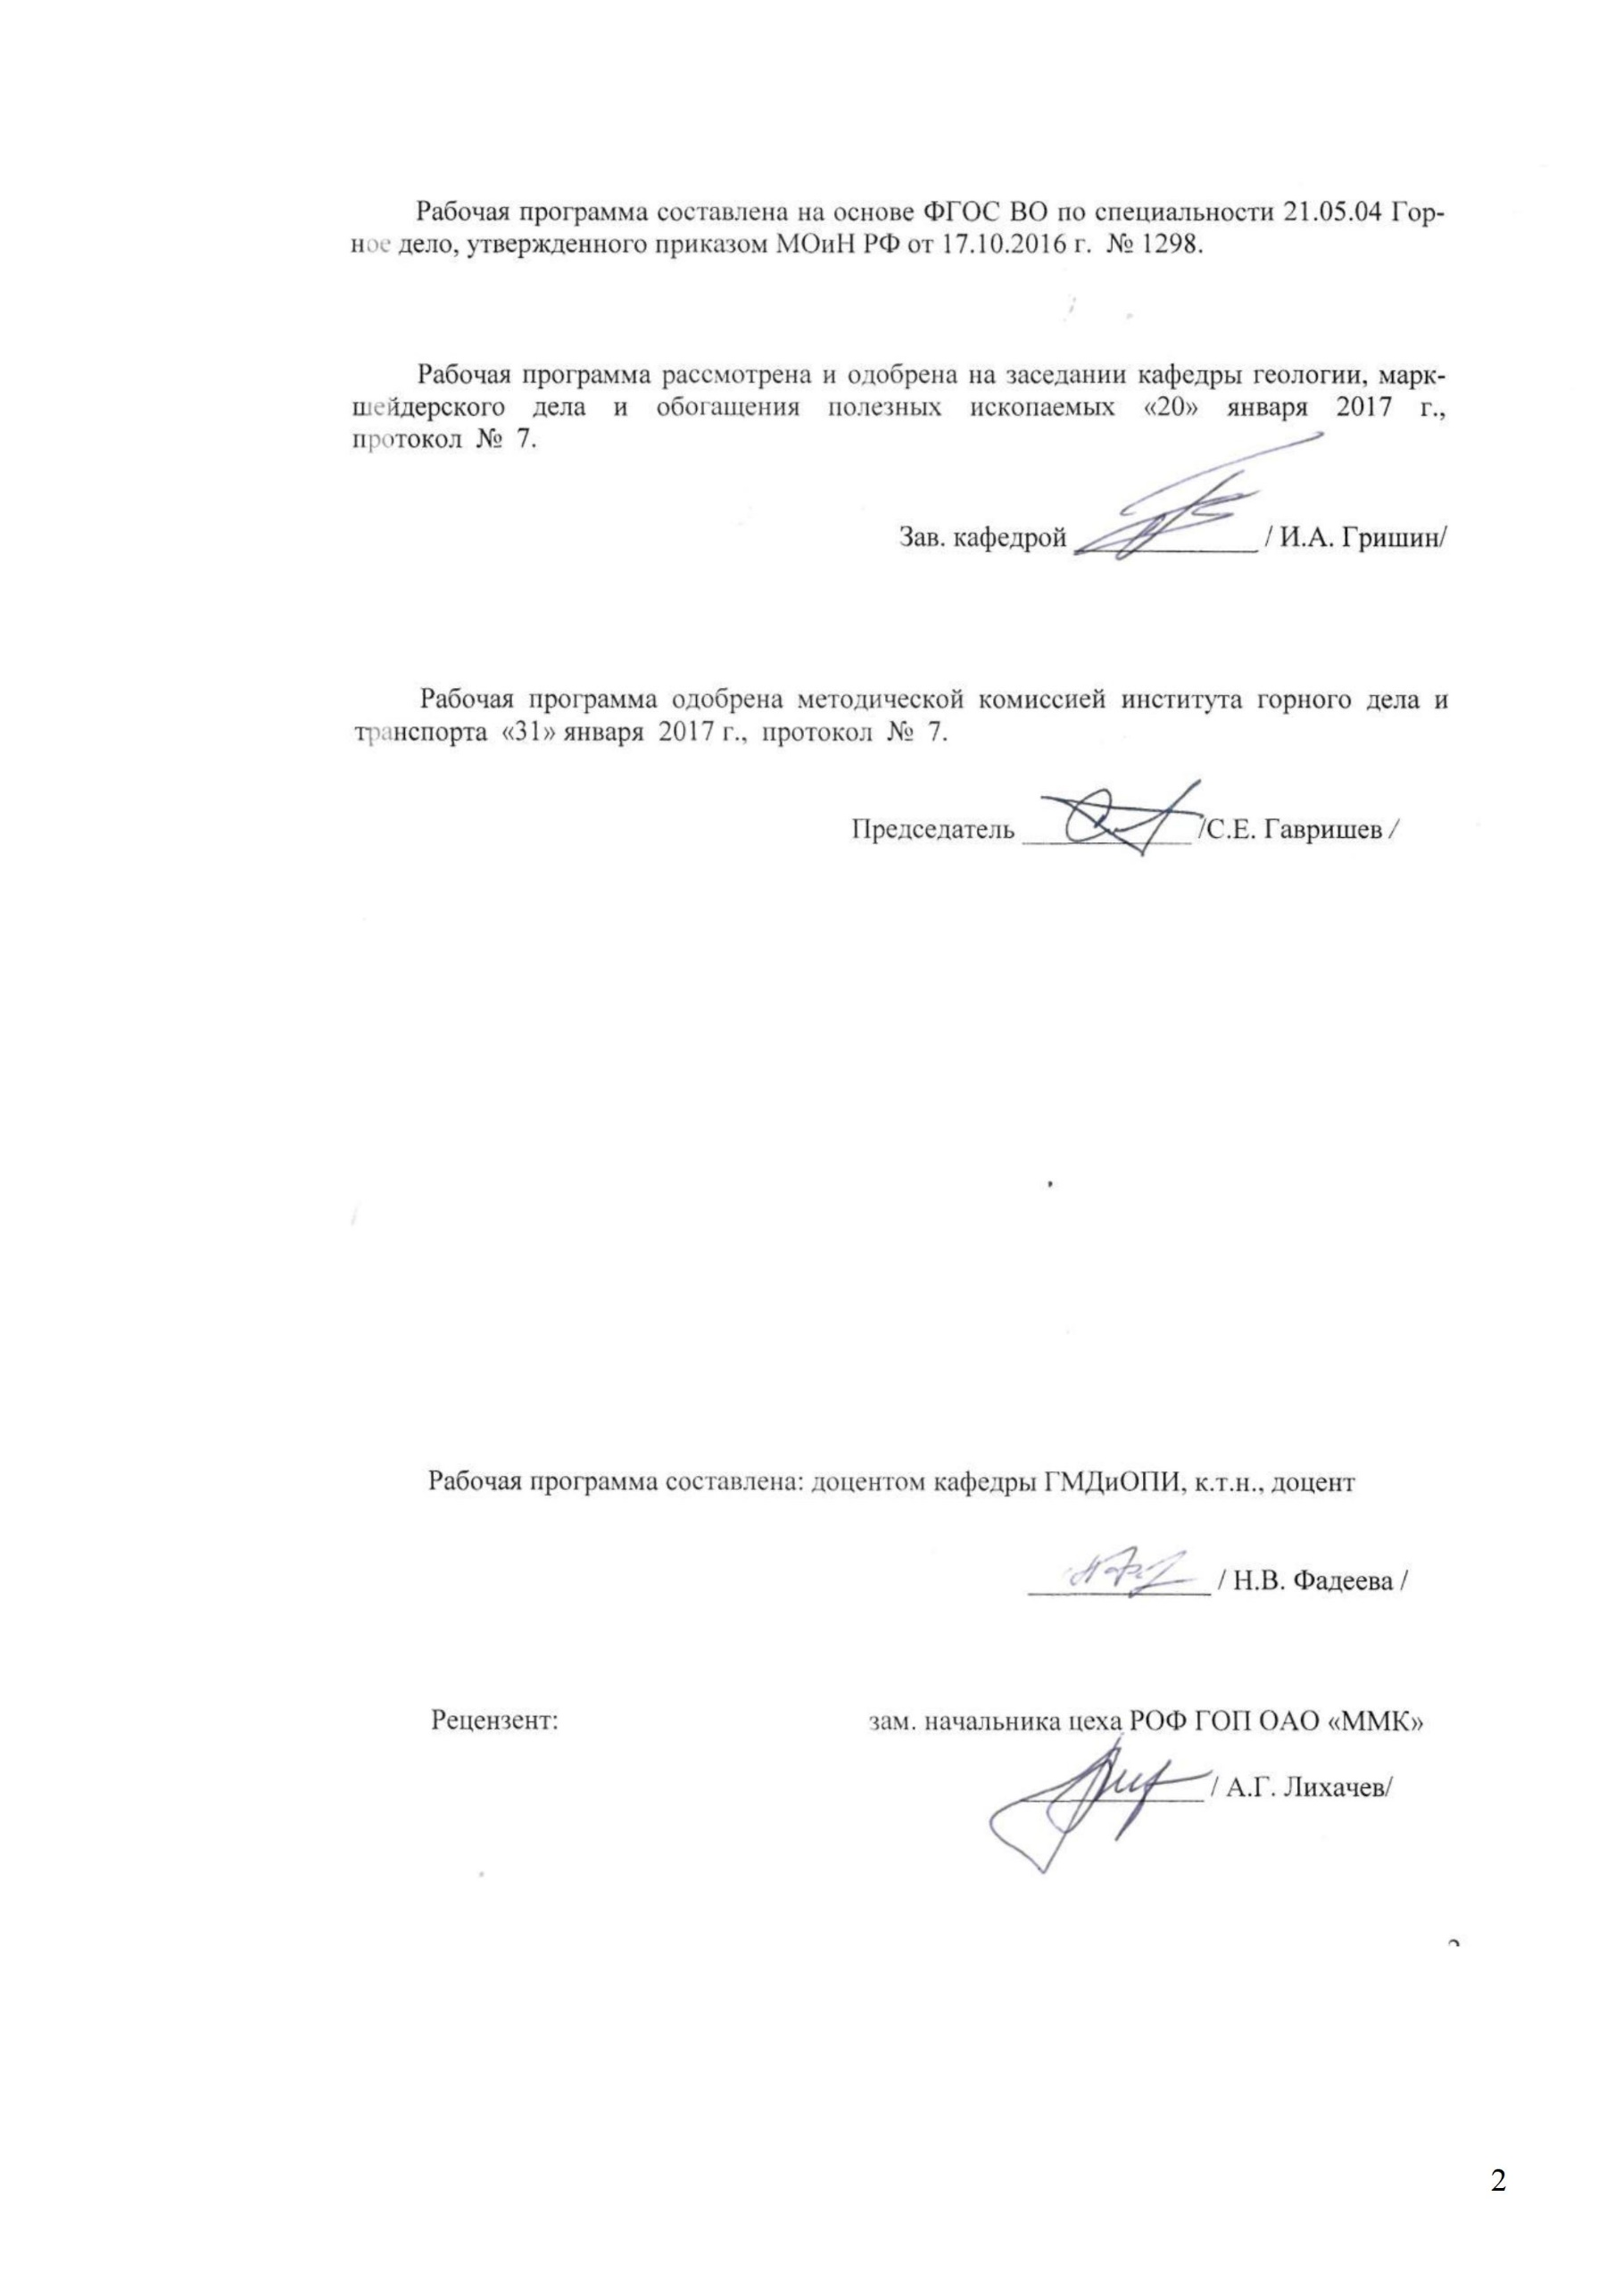 Рабочая программа составлена на основе ФГОС ВО по специальности 21.05.04 Гор-
ное дело, утвержденного приказом МОиН РФ от 17.10.2016 г. № 1298.
Рабочая программа рассмотрена и одобрена на заседании кафедры геологии, марк-
шейдерского дела и обогащения полезных ископаемых «20» января 2017 г.,
протокол № 7.
Зав. кафедрой ____________ / И.А. Гришин/
Рабочая программа одобрена методической комиссией института горного дела и
транспорта «31» января 2017 г., протокол № 7.
Председатель ____________ /С.Е. Гавришев /
Рабочая программа составлена: доцентом кафедры ГМДиОПИ, к.т.н., доцент
____________ / Н.В. Фадеева /
Рецензент: зам. начальника цеха РОФ ГОП ОАО «ММК»
____________ / А.Г. Лихачев/
2